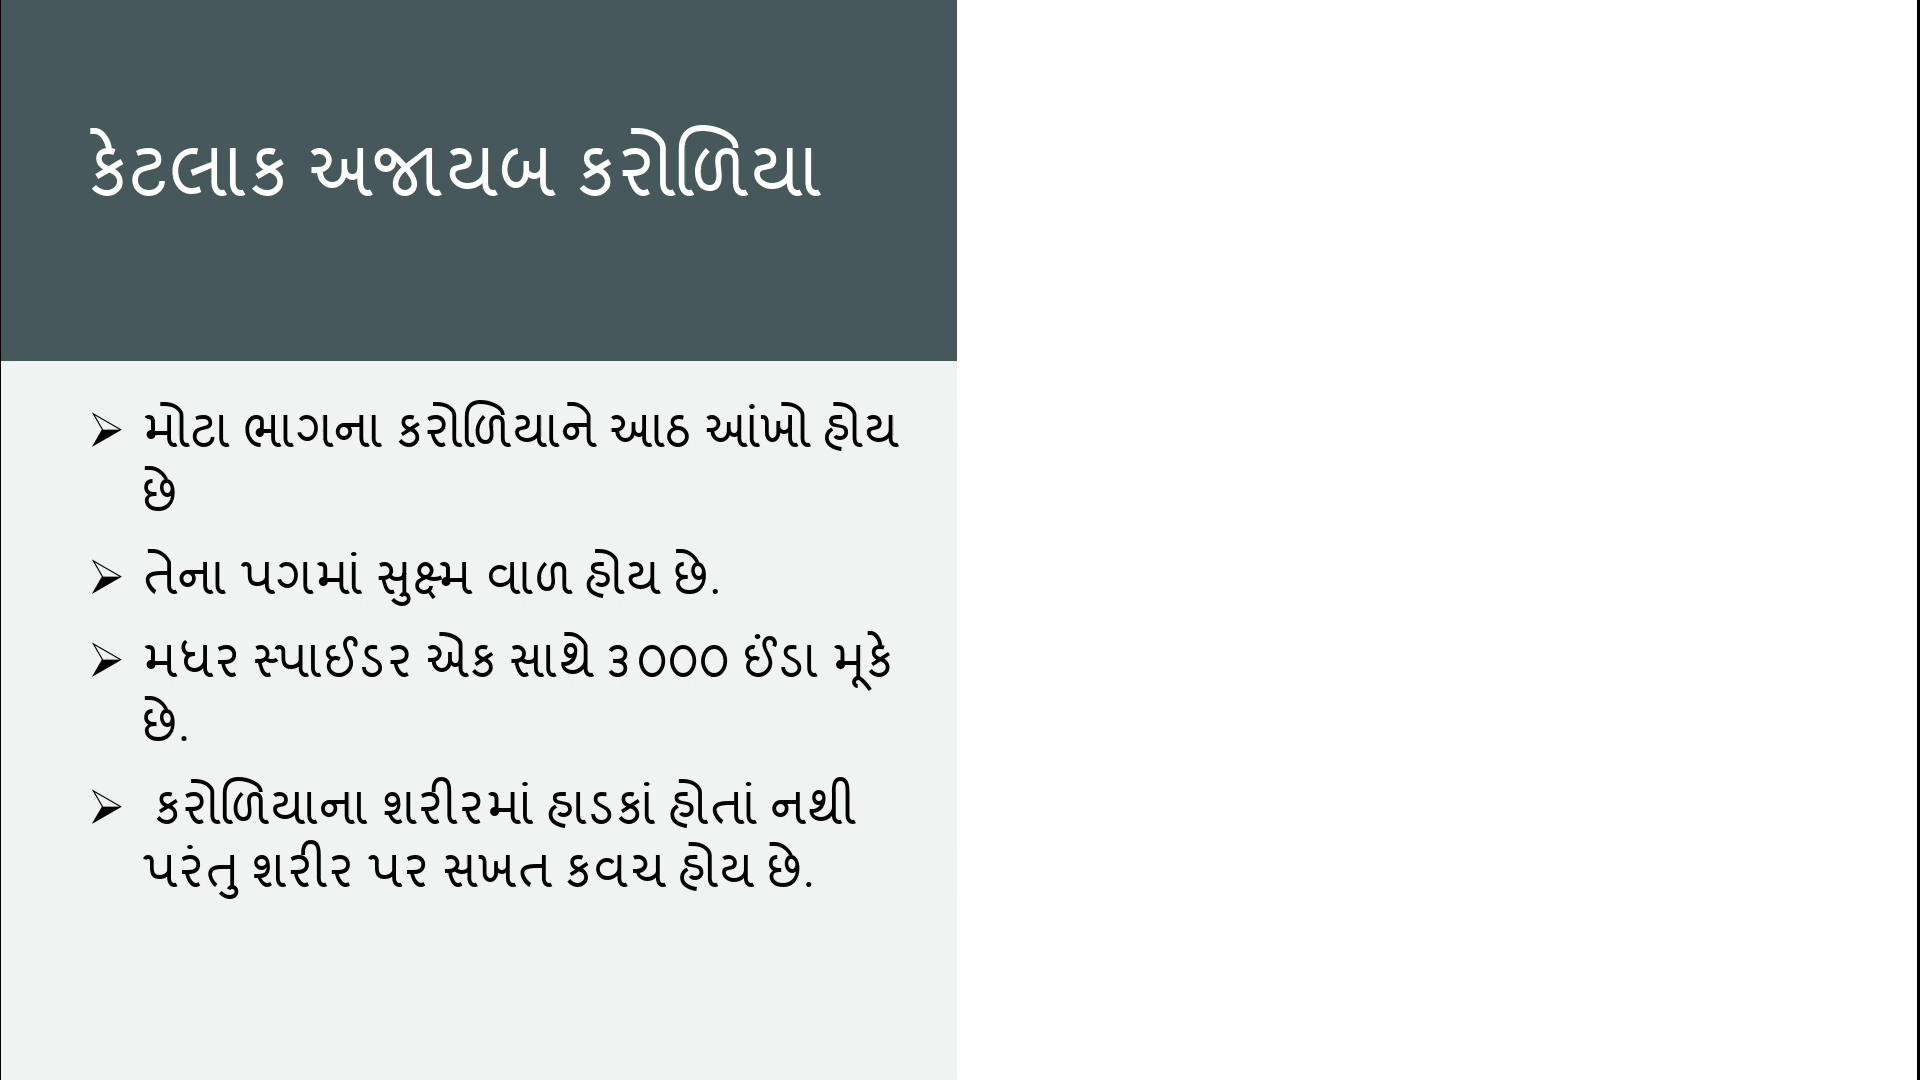 કેટલાક અજાયબ કરોળિયા
➢ મોટા ભાગના કરોળિયાને આઠ આંખો હોય
છે
➢ તેના પગમાં સુક્ષ્મ વાળ હોય છે.
➢ મધર સ્પાઈડર એક સાથે ૩૦૦૦ ઈંડા મૂકે
છે.
➢ કરોળિયાના શરીરમાં હાડકાં હોતાં નથી
પરંતુ શરીર પર સખત કવચ હોય છે.